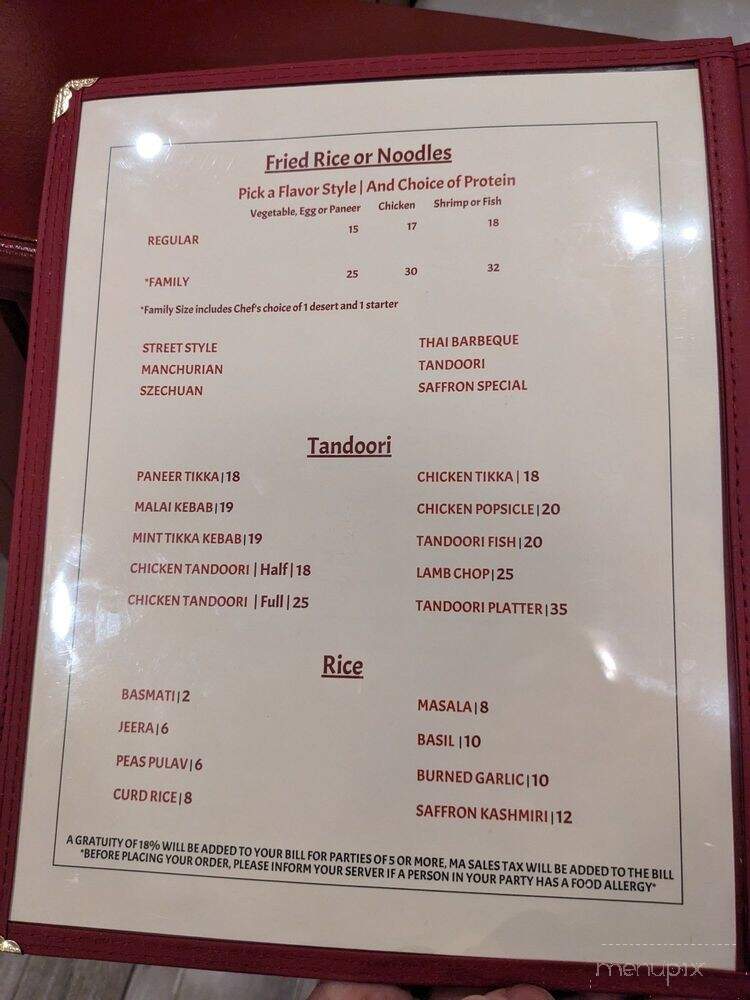 Fried Rice or Noodles
Pick a Flavor Style | And Choice of Protein
Vegetable, Egg or Paneer Chicken Shrimp or Fish
REGULAR 15 17 18
*FAMILY 25 30 32
*Family Size includes Chef's choice of 1 desert and 1 starter
STREET STYLE THAI BARBEQUE
MANCHURIAN TANDOORI
SZECHUAN SAFFRON SPECIAL
Tandoori
PANEER TIKKA|18 CHICKEN TIKKA| 18
MALAI KEBAB|19 CHICKEN POPSICLE|20
MINT TIKKA KEBAB|19 TANDOORI FISH|20
CHICKEN TANDOORI | Half|18 LAMB CHOP|25
CHICKEN TANDOORI | Full|25 TANDOORI PLATTER|35
Rice
BASMATI|2 MASALA|8
JEERA|6 BASIL |10
PEAS PULAV|6 BURNED GARLIC|10
CURD RICE|8 SAFFRON KASHMIRI|12
A GRATUITY OF 18% WILL BE ADDED TO YOUR BILL FOR PARTIES OF 5 OR MORE, MA SALES TAX WILL BE ADDED TO THE BILL
*BEFORE PLACING YOUR ORDER, PLEASE INFORM YOUR SERVER IF A PERSON IN YOUR PARTY HAS A FOOD ALLERGY*
menupix